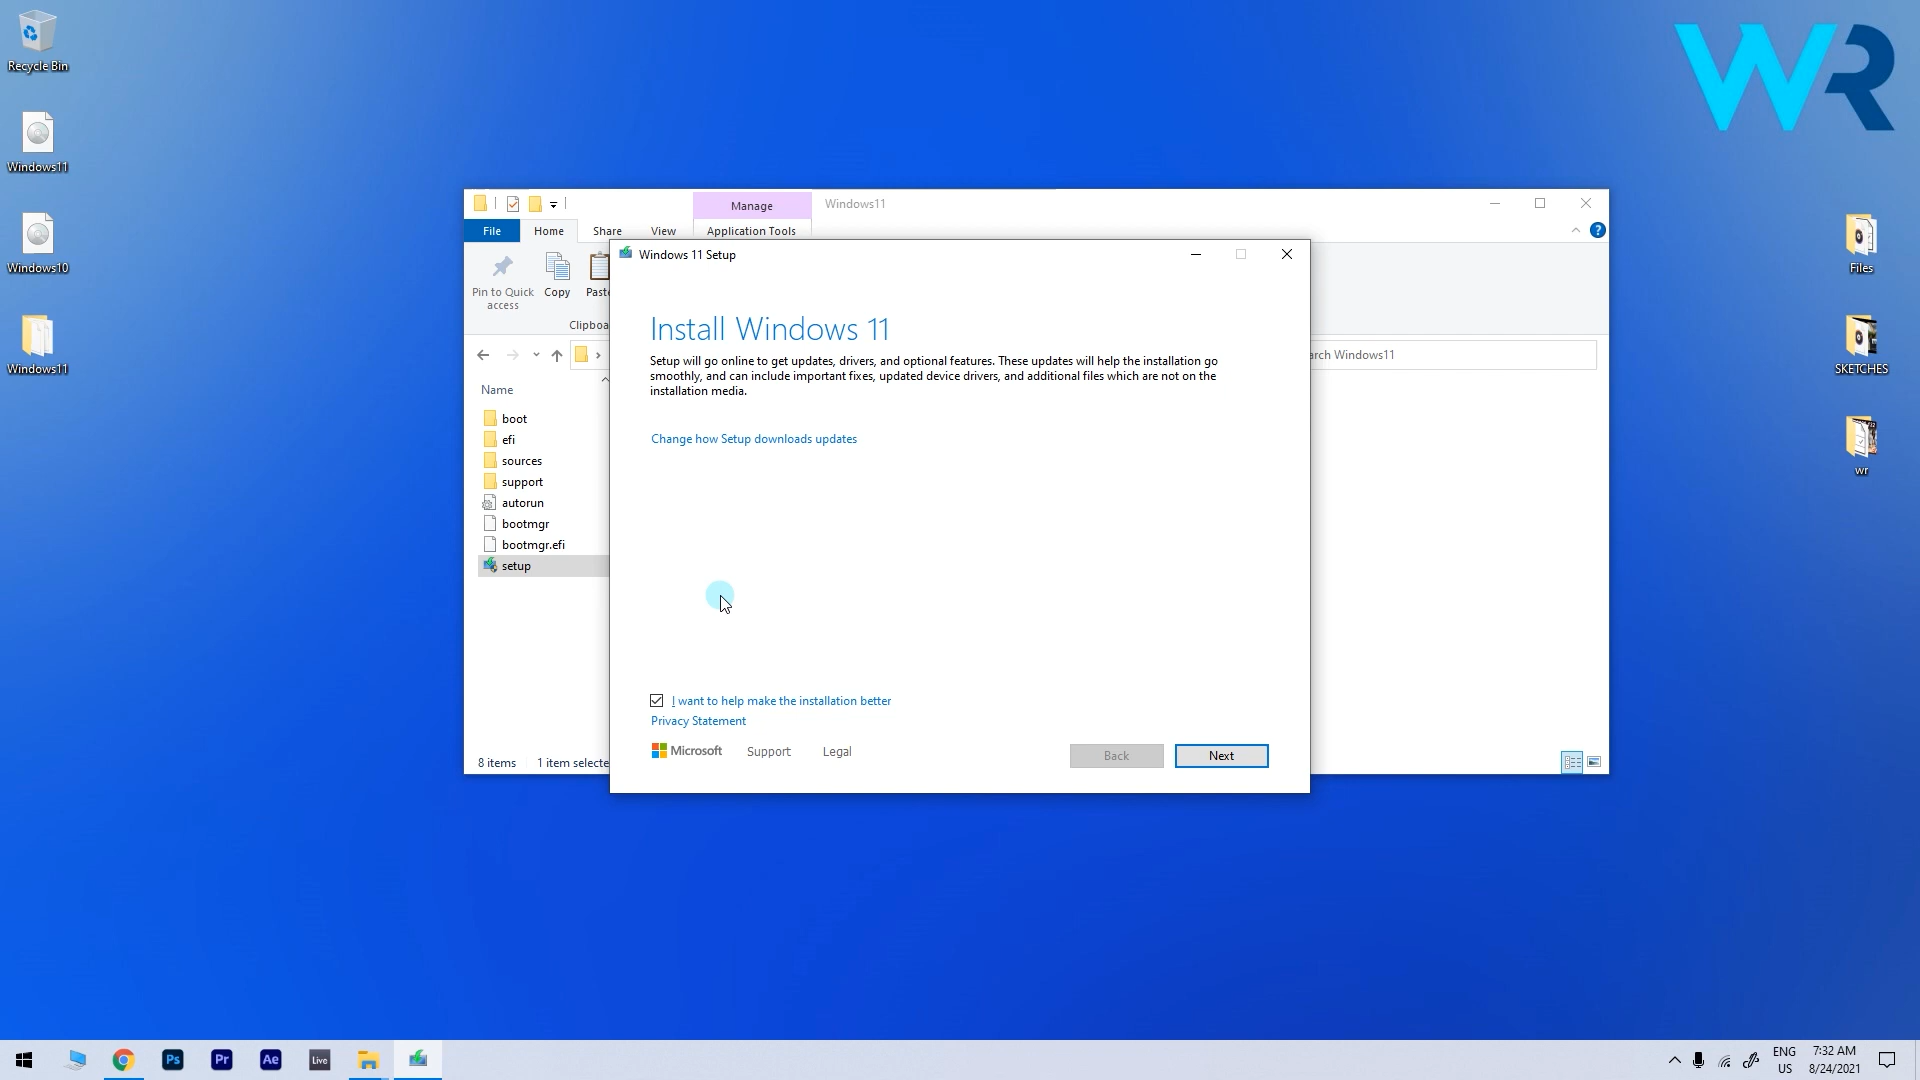 Recycle Bin
Windows11
Windows10
Windows11
WR
Files
SKETCHES
wr
Manage
Windows11
File
Home
Share
View
Application Tools
Pin to Quick
access
Copy
Paste
Clipboa
arch Windows11
Name
boot
efi
sources
support
autorun
bootmgr
bootmgr.efi
setup
8 items
1 item selecte
Windows 11 Setup
Install Windows 11
Setup will go online to get updates, drivers, and optional features. These updates will help the installation go
smoothly, and can include important fixes, updated device drivers, and additional files which are not on the
installation media.
Change how Setup downloads updates
I want to help make the installation better
Privacy Statement
Microsoft
Support
Legal
Back
Next
Ps
Pr
Ae
Live
ENG
US
7:32 AM
8/24/2021